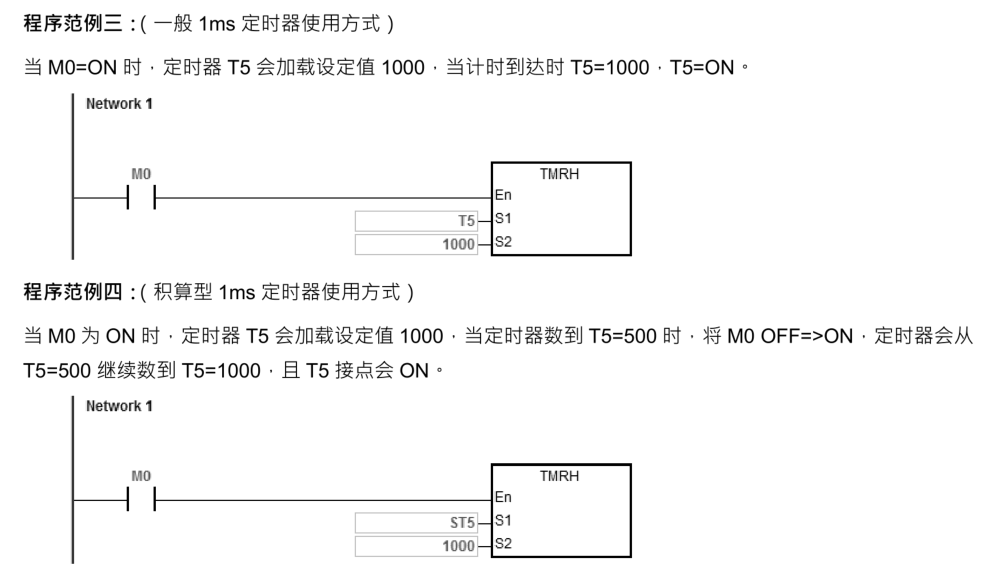 程序范例三：( 一般 1ms 定时器使用方式 )
当 M0=ON 时，定时器 T5 会加载设定值 1000，当计时到达时 T5=1000，T5=ON。
Network 1
M0
TMRH
En
T5
S1
1000
S2
程序范例四：( 积算型 1ms 定时器使用方式 )
当 M0 为 ON 时，定时器 T5 会加载设定值 1000，当定时器数到 T5=500 时，将 M0 OFF=>ON，定时器会从
T5=500 继续数到 T5=1000，且 T5 接点会 ON。
Network 1
M0
TMRH
En
ST5
S1
1000
S2